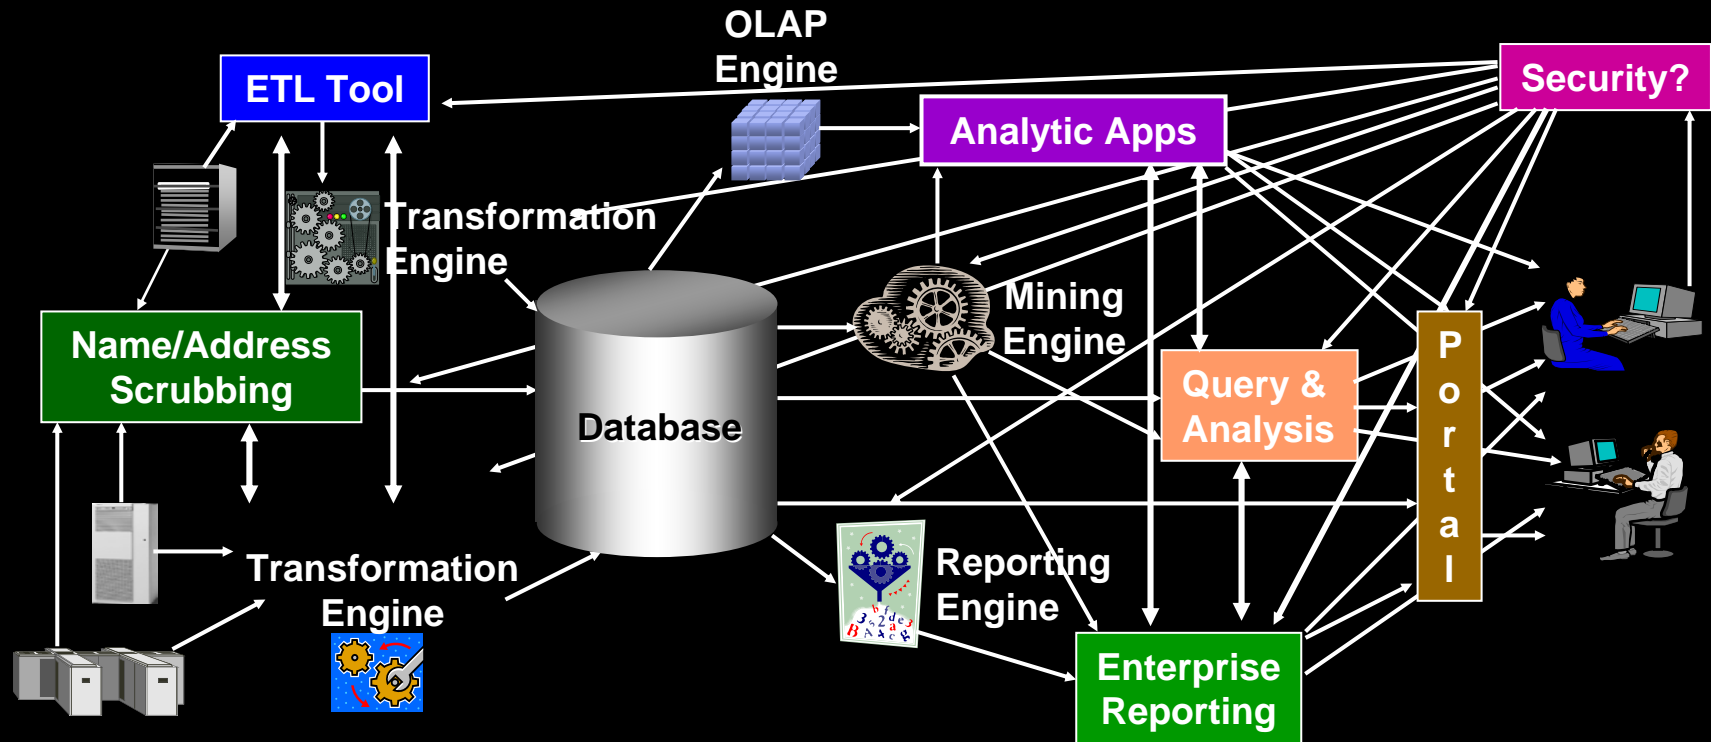 OLAP
Engine
ETL Tool
Security?
Analytic Apps
Transformation
Engine
Mining
Engine
Name/Address
Scrubbing
Query &
Analysis
P
o
r
t
a
l
Database
Transformation
Engine
Reporting
Engine
Enterprise
Reporting